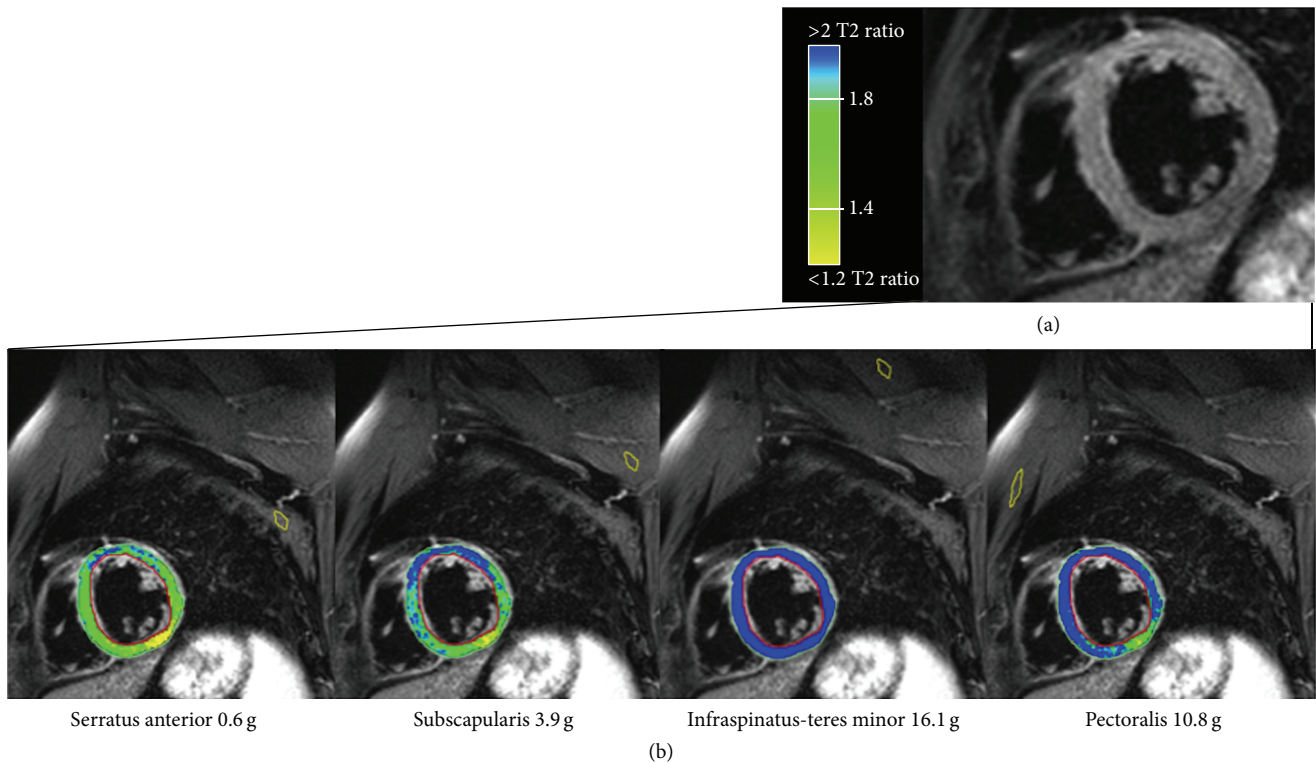 >2 T2 ratio
1.8
1.4
<1.2 T2 ratio
(a)
Serratus anterior 0.6 g
Subscapularis 3.9 g
Infraspinatus-teres minor 16.1 g
Pectoralis 10.8 g
(b)